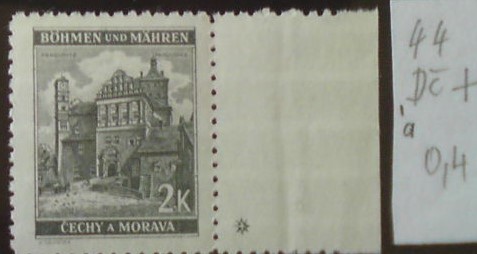 BÖHMEN UND MÄHREN
2K
ČECHY A MORAVA
*
44
DČ +
a
0,4